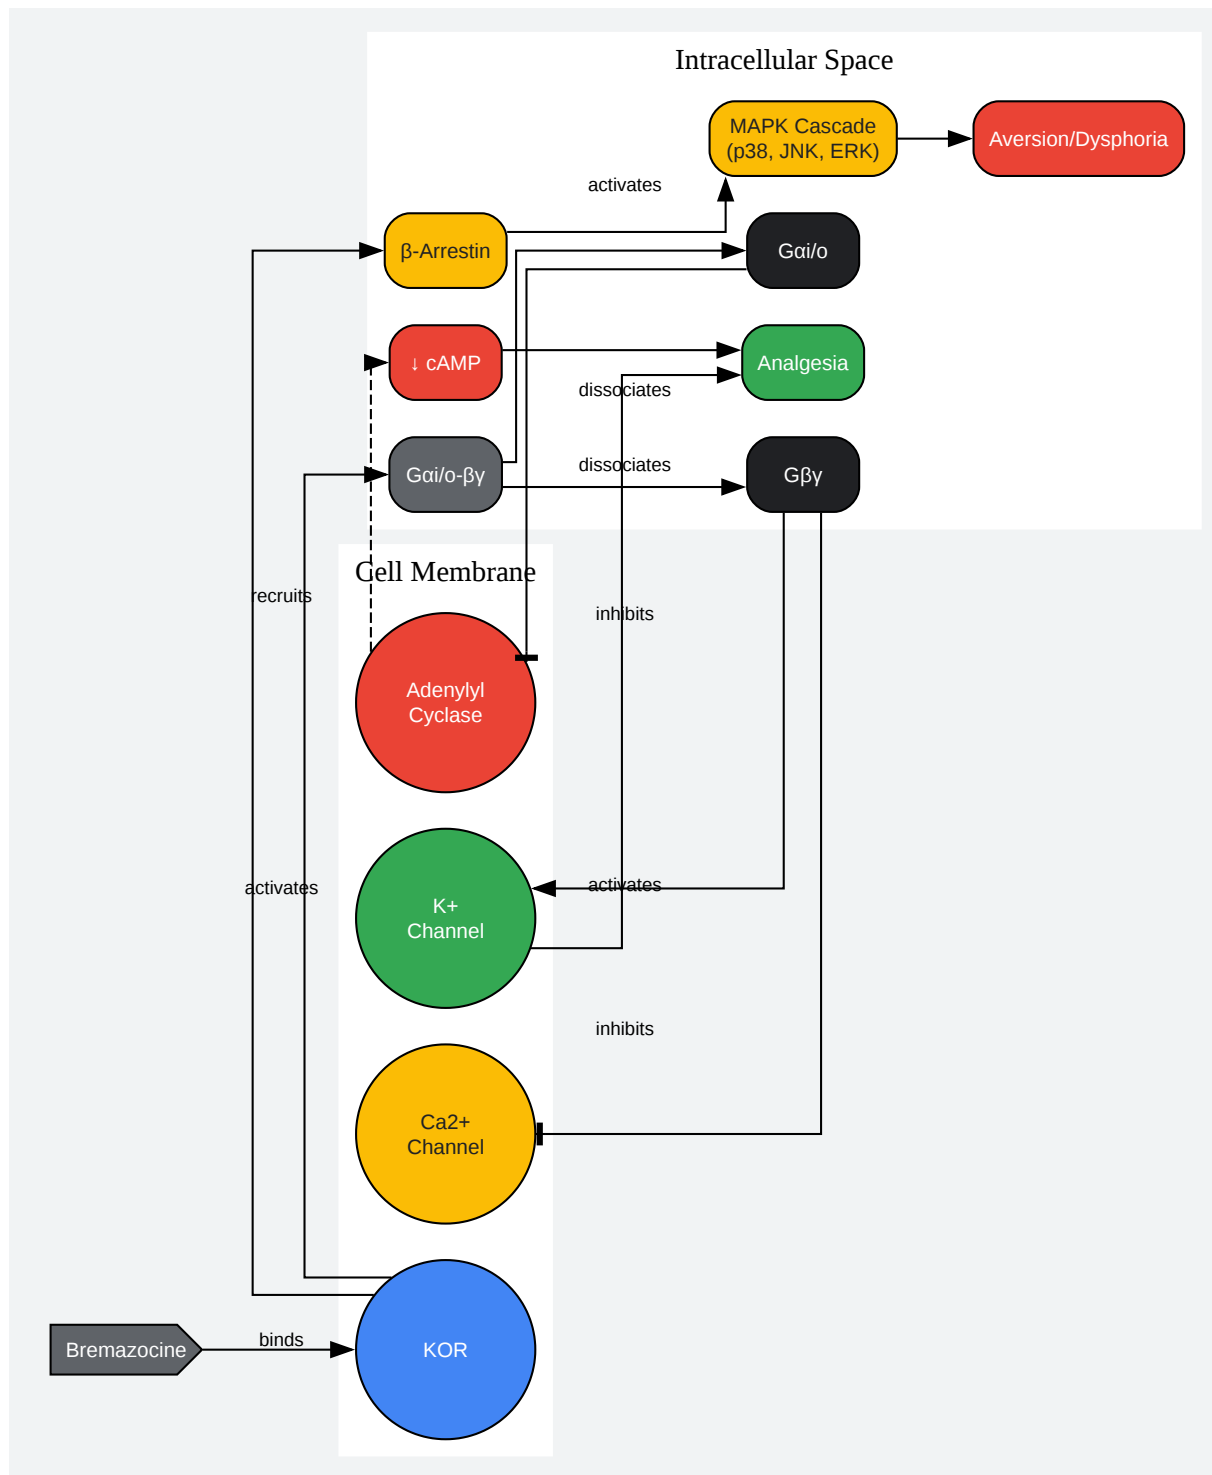 Intracellular Space
MAPK Cascade
(p38, JNK, ERK)
Aversion/Dysphoria
activates
β-Arrestin
Gαi/o
↓ cAMP
Analgesia
dissociates
Gαi/o-βγ
dissociates
Gβγ
Cell Membrane
recruits
inhibits
Adenylyl
Cyclase
activates
activates
K+
Channel
inhibits
Ca2+
Channel
Bremazocine
binds
KOR